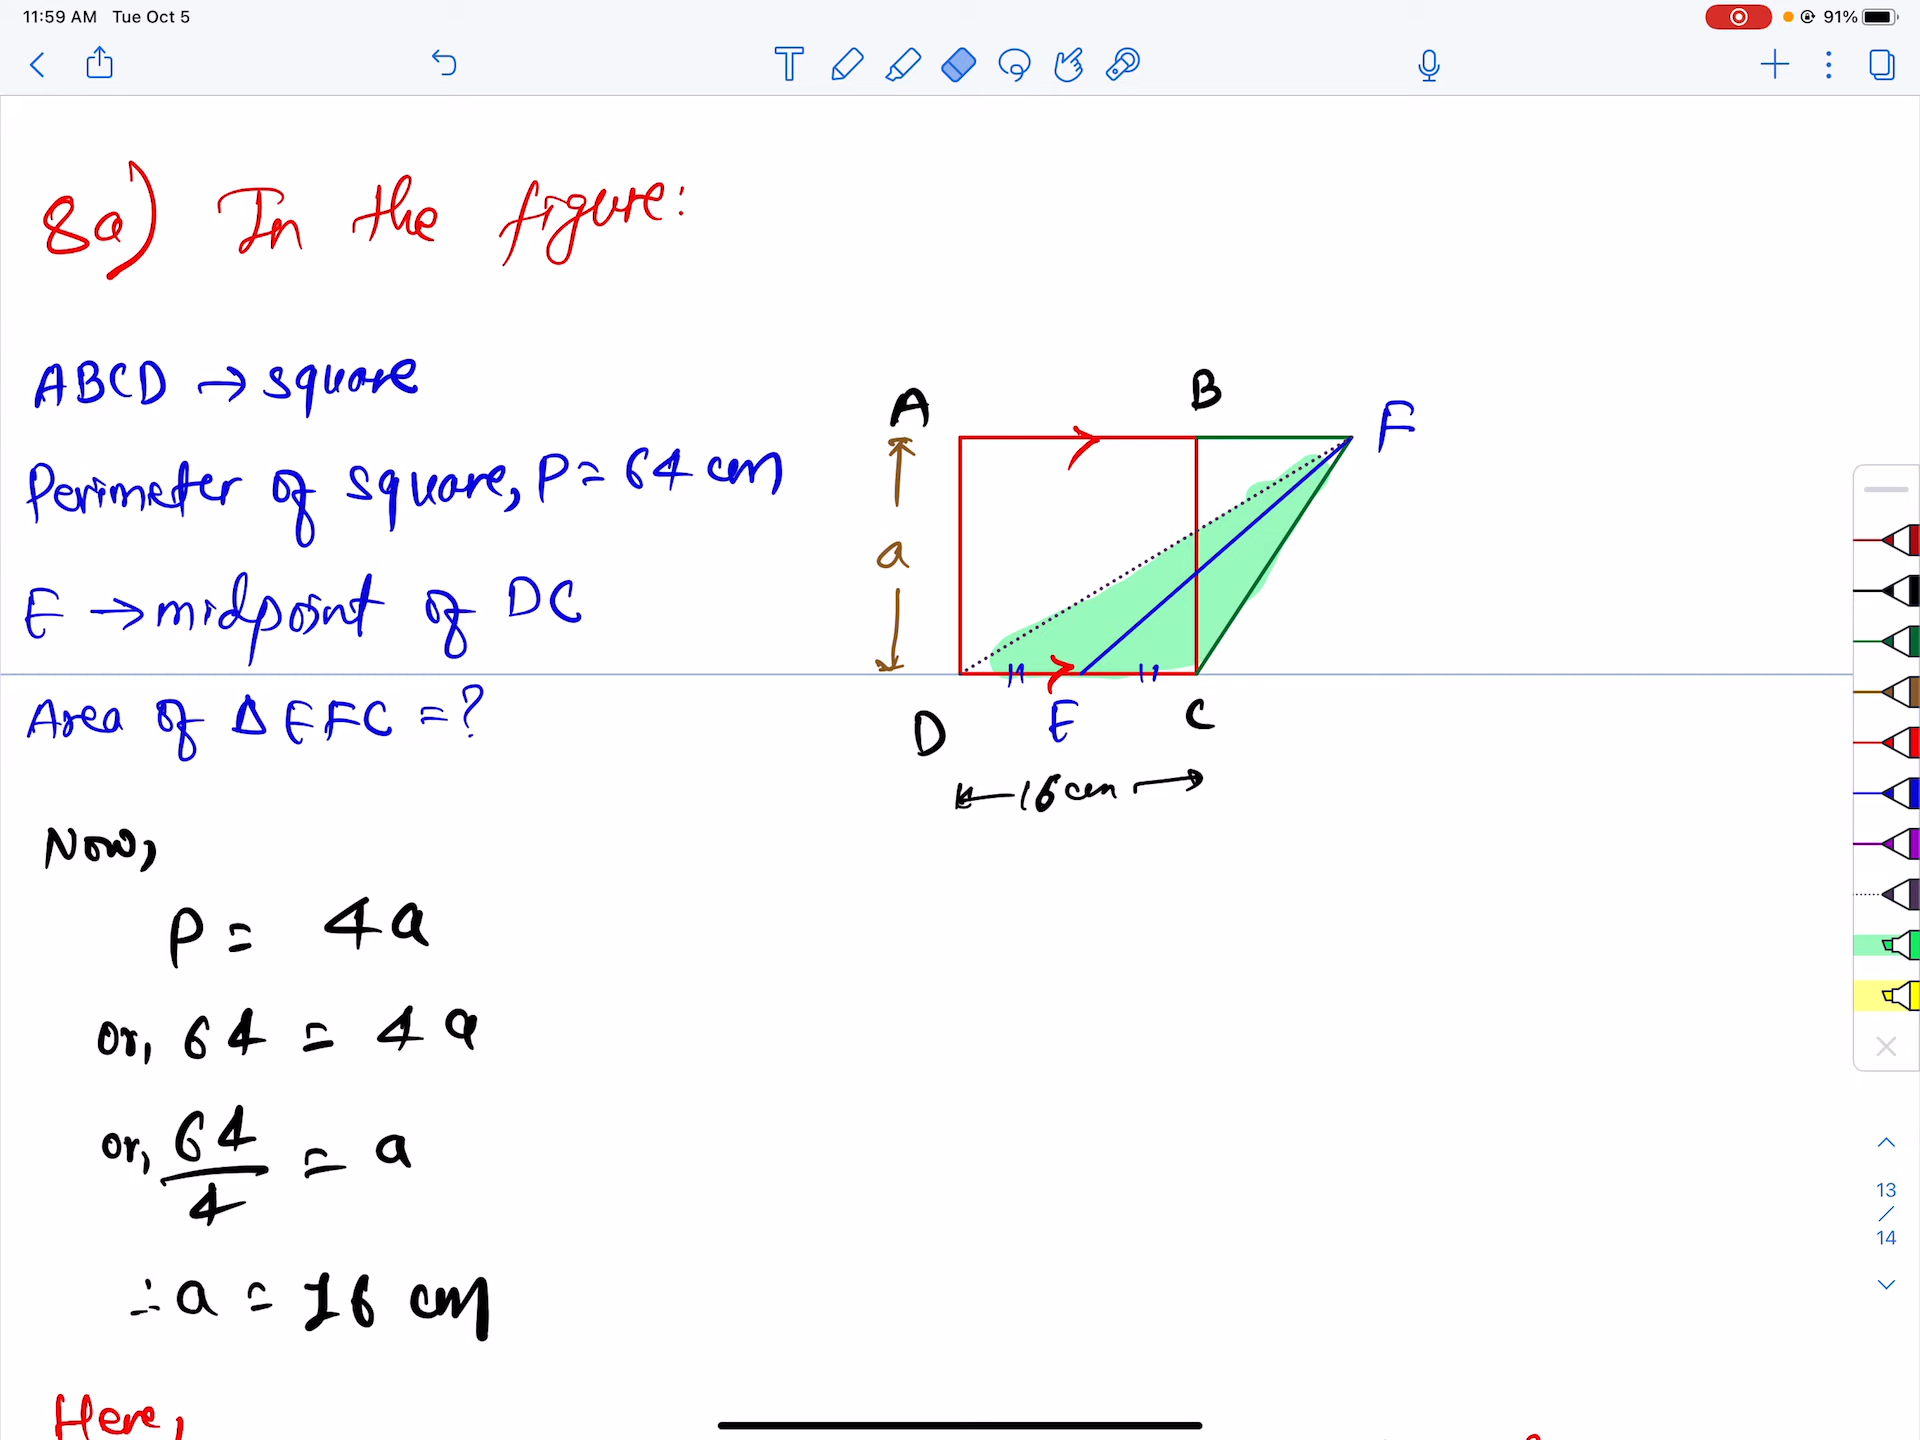 11:59 AM Tue Oct 5
91%
8a) In the figure:
ABCD → square
Perimeter of square, P = 64 cm
E → midpoint of DC
Area of Δ EFC = ?
A
B
F
a
D
E
C
16 cm
Now,
P = 4a
or, 64 = 4a
or, 64/4 = a
∴ a = 16 cm
Here,
13
/
14